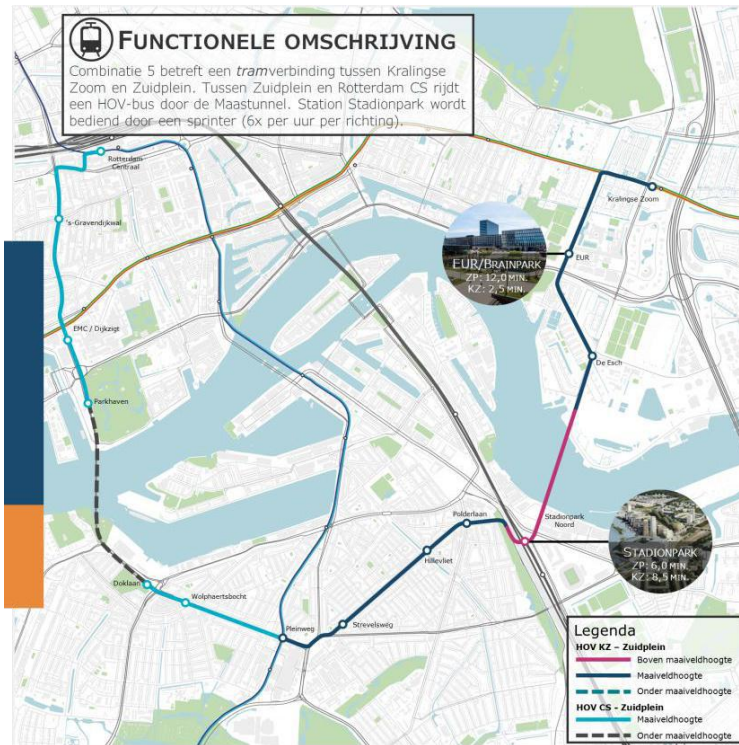 FUNCTIONELE OMSCHRIJVING
Combinatie 5 betreft een tramverbinding tussen Kralingse
Zoom en Zuidplein. Tussen Zuidplein en Rotterdam CS rijdt
een HOV-bus door de Maastunnel. Station Stadionpark wordt
bediend door een sprinter (6x per uur per richting).
Rotterdam
Centraal
's-Gravendijkwal
Kralingse Zoom
EUR/BRAINPARK
ZP: 12,0 MIN.
KZ: 2,5 MIN.
EUR
EMC / Dijkzigt
De Esch
Parkhaven
Polderlaan
Stadionpark
Noord
STADIONPARK
ZP: 6,0 MIN.
KZ: 8,5 MIN.
Hillevliet
Doklaan
Wolphaertsbocht
Strevelsweg
Pleinweg
Legenda
HOV KZ – Zuidplein
Boven maaiveldhoogte
Maaiveldhoogte
Onder maaiveldhoogte
HOV CS - Zuidplein
Maaiveldhoogte
Onder maaiveldhoogte